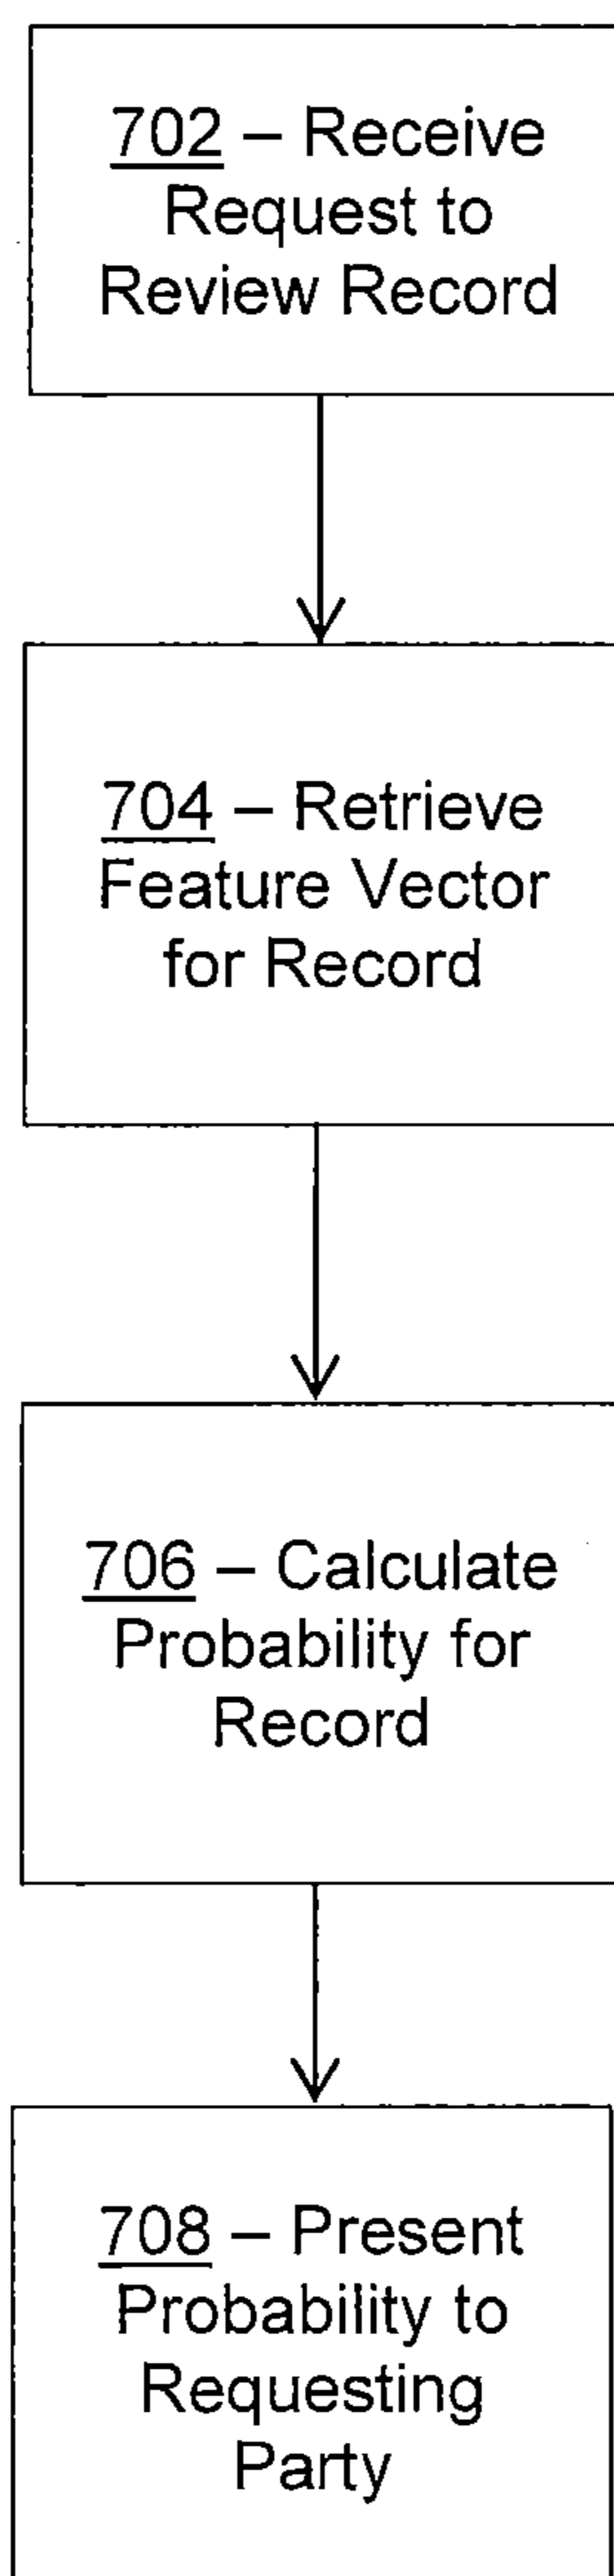 702 – Receive
Request to
Review Record
704 – Retrieve
Feature Vector
for Record
706 – Calculate
Probability for
Record
708 – Present
Probability to
Requesting
Party